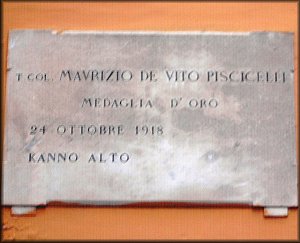 T. COL. MAURIZIO DE VITO PISCICELLI
MEDAGLIA D'ORO
24 OTTOBRE 1918
KANNO ALTO